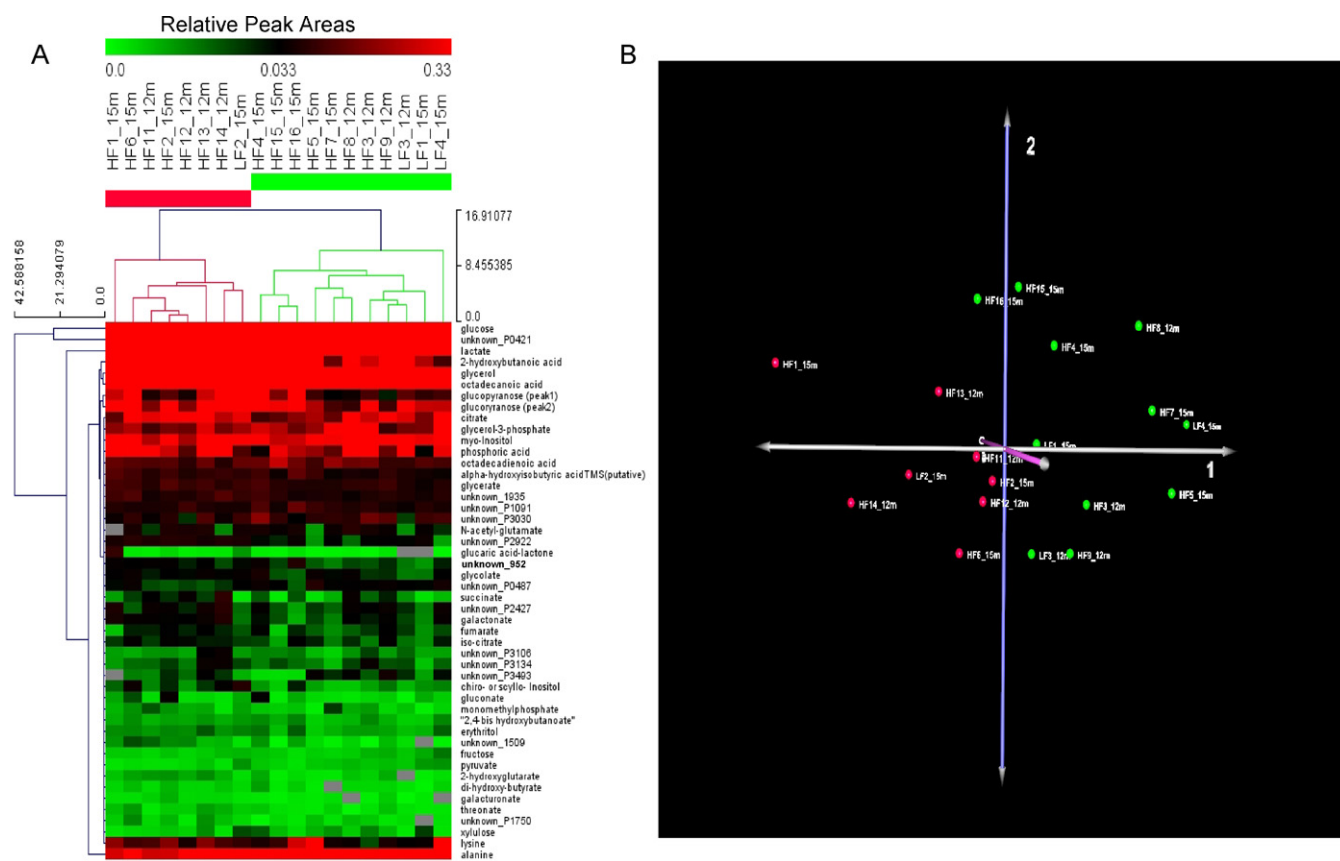 Relative Peak Areas
A
0.0 0.033 0.33
HF1_15m
HF6_15m
HF11_12m
HF2_15m
HF12_12m
HF13_12m
HF14_12m
LF2_15m
HF4_15m
HF15_15m
HF16_15m
HF5_15m
HF7_15m
HF8_12m
HF3_12m
HF9_12m
LF3_12m
LF1_15m
LF4_15m
16.91077
8.455385
0.0
42.588158
21.294079
0.0
glucose
unknown_P0421
lactate
2-hydroxybutanoic acid
glycerol
octadecanoic acid
glucopyranose (peak1)
glucoryranose (peak2)
citrate
glycerol-3-phosphate
myo-Inositol
phosphoric acid
octadecadienoic acid
alpha-hydroxyisobutyric acidTMS(putative)
glycerate
unknown_1935
unknown_P1091
unknown_P3030
N-acetyl-glutamate
unknown_P2922
glucaric acid-lactone
unknown_952
glycolate
unknown_P0487
succinate
unknown_P2427
galactonate
fumarate
iso-citrate
unknown_P3106
unknown_P3134
unknown_P3493
chiro- or scyllo- Inositol
gluconate
monomethylphosphate
"2,4-bis hydroxybutanoate"
erythritol
unknown_1509
fructose
pyruvate
2-hydroxyglutarate
di-hydroxy-butyrate
galacturonate
threonate
unknown_P1750
xylulose
lysine
alanine
B
2
HF15_15m
HF16_15m
HF8_12m
HF4_15m
HF1_15m
HF13_12m
HF7_15m
LF4_15m
LF1_15m
1
HF11_12m
LF2_15m
HF2_15m
HF5_15m
HF14_12m
HF12_12m
HF3_12m
HF6_15m
LF3_12m
HF9_12m